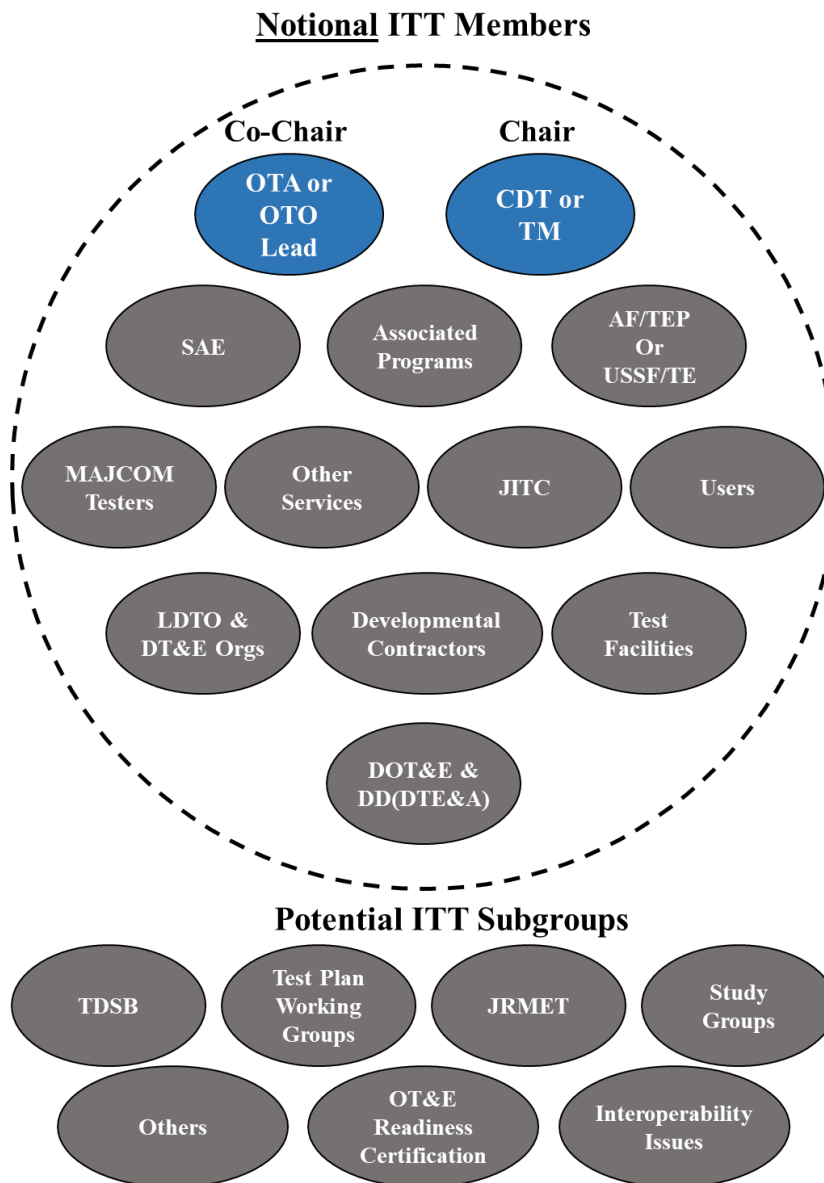 Notional ITT Members
Co-Chair
Chair
OTA or
OTO
Lead
CDT or
TM
SAE
Associated
Programs
AF/TEP
Or
USSF/TE
MAJCOM
Testers
Other
Services
JITC
Users
LDTO &
DT&E Orgs
Developmental
Contractors
Test
Facilities
DOT&E &
DD(DTE&A)
Potential ITT Subgroups
TDSB
Test Plan
Working
Groups
JRMET
Study
Groups
Others
OT&E
Readiness
Certification
Interoperability
Issues